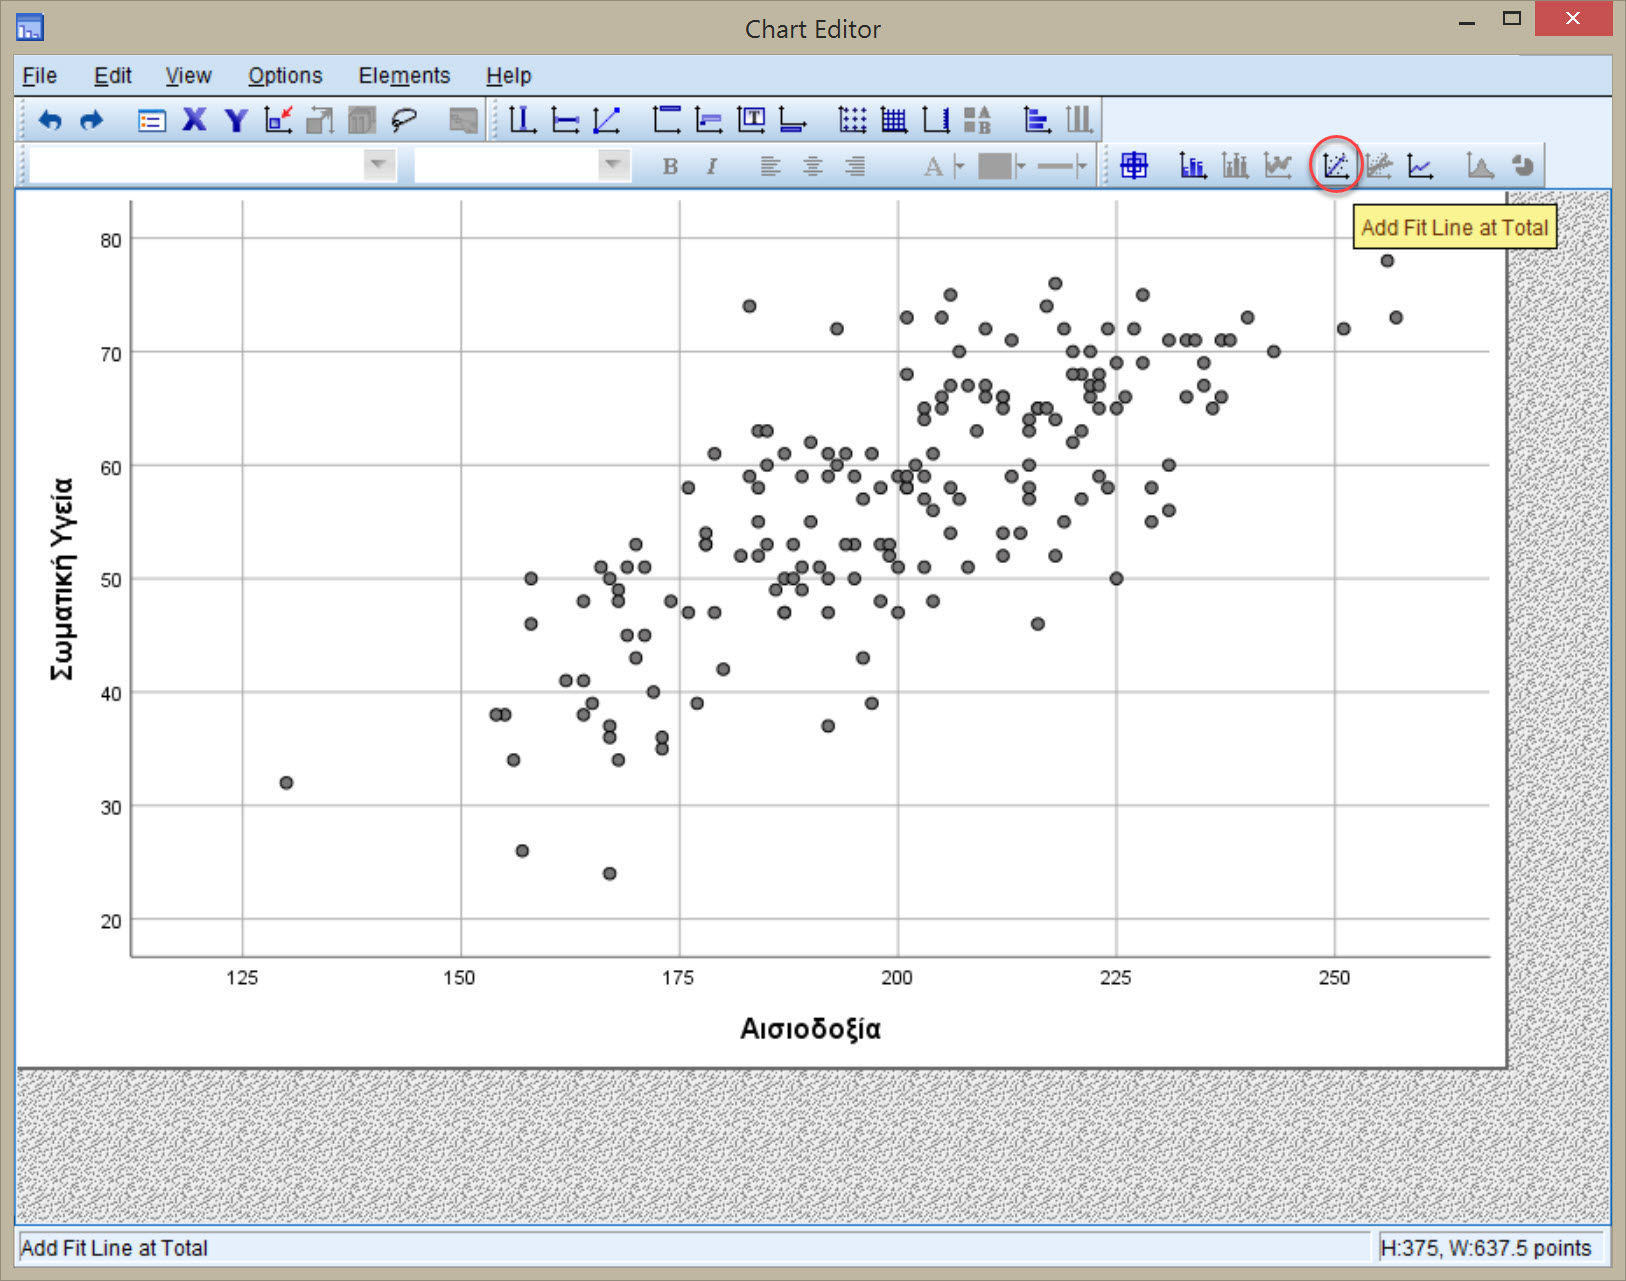 Chart Editor
File Edit View Options Elements Help
X Y T A B
B I A
Add Fit Line at Total
80
70
60
50
40
30
20
Σωματική Υγεία
125 150 175 200 225 250
Αισιοδοξία
Add Fit Line at Total H:375, W:637.5 points